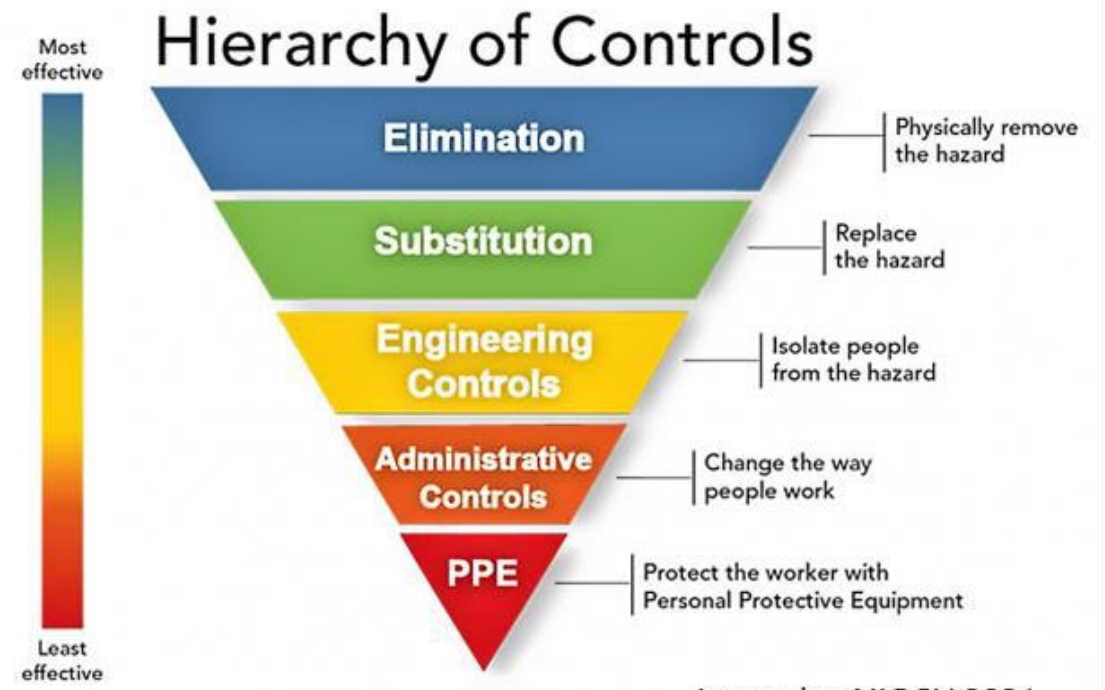 Hierarchy of Controls
Most
effective
Elimination
Physically remove
the hazard
Substitution
Replace
the hazard
Engineering
Controls
Isolate people
from the hazard
Administrative
Controls
Change the way
people work
PPE
Protect the worker with
Personal Protective Equipment
Least
effective